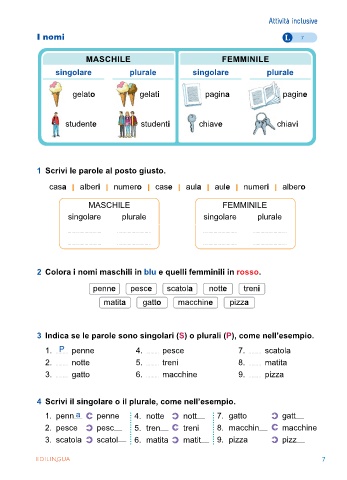 Attività inclusive
I nomi
L 7
MASCHILE FEMMINILE
singolare plurale singolare plurale
gelato gelati pagina pagine
studente studenti chiave chiavi
1 Scrivi le parole al posto giusto.
casa | alberi | numero | case | aula | aule | numeri | albero
MASCHILE FEMMINILE
singolare plurale singolare plurale
2 Colora i nomi maschili in blu e quelli femminili in rosso.
penne pesce scatola notte treni
matita gatto macchine pizza
3 Indica se le parole sono singolari (S) o plurali (P), come nell'esempio.
1. P penne 4. pesce 7. scatola
2. notte 5. treni 8. matita
3. gatto 6. macchine 9. pizza
4 Scrivi il singolare o il plurale, come nell'esempio.
1. penna penne 4. notte nott 7. gatto gatt
2. pesce pesc 5. tren treni 8. macchin macchine
3. scatola scatol 6. matita matit 9. pizza pizz
EDILINGUA 7